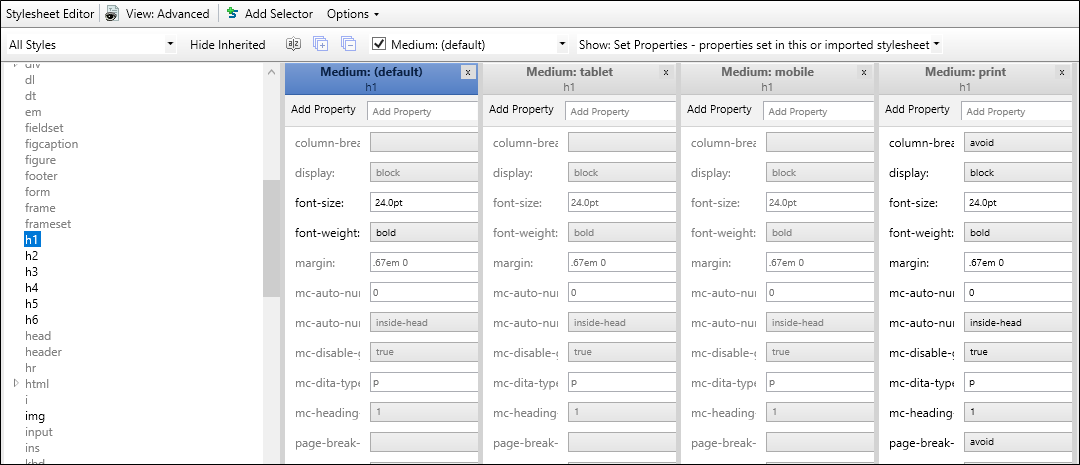 Stylesheet Editor View: Advanced Add Selector Options
All Styles Hide Inherited Medium: (default) Show: Set Properties - properties set in this or imported stylesheet
Medium: (default) x Medium: tablet x Medium: mobile x Medium: print x
h1 h1 h1 h1
Add Property Add Property Add Property Add Property Add Property Add Property Add Property Add Property
div
dl
dt
em
fieldset
figcaption
figure
footer
form
frame
frameset
h1
h2
h3
h4
h5
h6
head
header
hr
html
i
img
input
ins
kbd
column-brea column-brea column-brea column-brea avoid
display: block display: block display: block display: block
font-size: 24.0pt font-size: 24.0pt font-size: 24.0pt font-size: 24.0pt
font-weight: bold font-weight: bold font-weight: bold font-weight: bold
margin: .67em 0 margin: .67em 0 margin: .67em 0 margin: .67em 0
mc-auto-nu 0 mc-auto-nu 0 mc-auto-nu 0 mc-auto-nu 0
mc-auto-nu inside-head mc-auto-nu inside-head mc-auto-nu inside-head mc-auto-nu inside-head
mc-disable-g true mc-disable-g true mc-disable-g true mc-disable-g true
mc-dita-type p mc-dita-type p mc-dita-type p mc-dita-type p
mc-heading- 1 mc-heading- 1 mc-heading- 1 mc-heading- 1
page-break- page-break- page-break- page-break- avoid